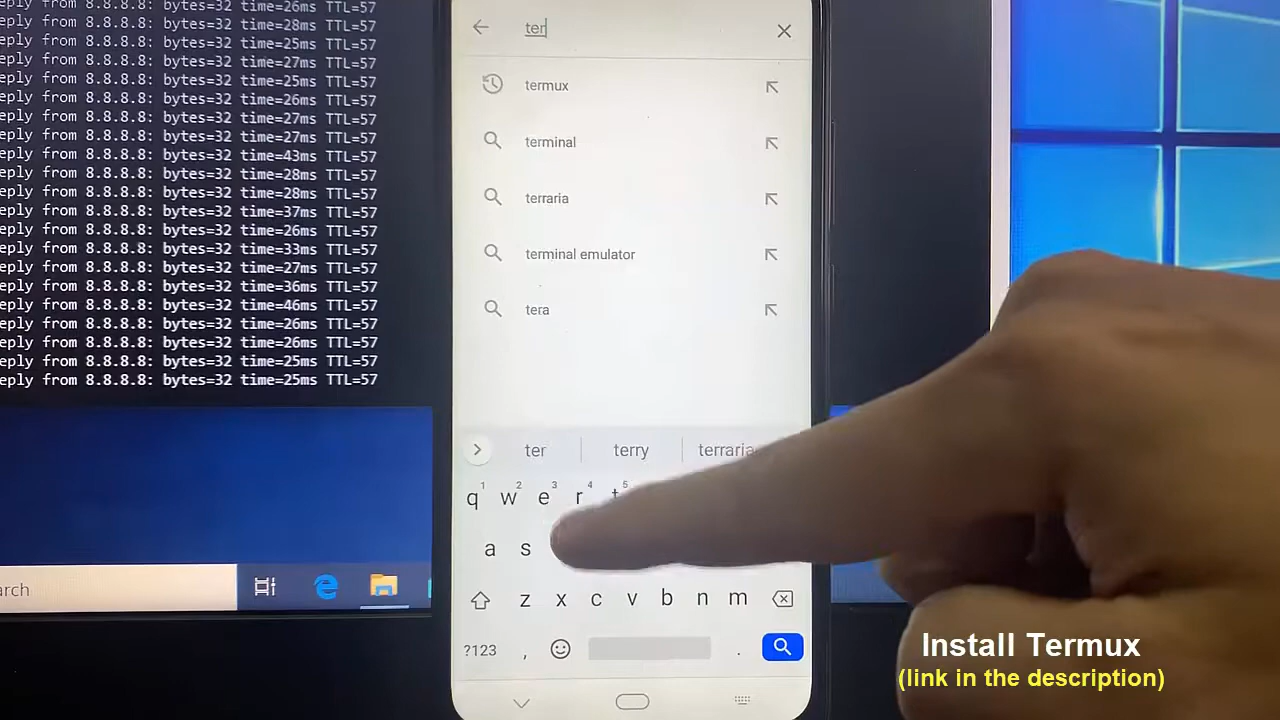 eply from 8.8.8.8: bytes=32 time=26ms TTL=57
eply from 8.8.8.8: bytes=32 time=28ms TTL=57
eply from 8.8.8.8: bytes=32 time=25ms TTL=57
eply from 8.8.8.8: bytes=32 time=27ms TTL=57
eply from 8.8.8.8: bytes=32 time=25ms TTL=57
eply from 8.8.8.8: bytes=32 time=26ms TTL=57
eply from 8.8.8.8: bytes=32 time=27ms TTL=57
eply from 8.8.8.8: bytes=32 time=27ms TTL=57
eply from 8.8.8.8: bytes=32 time=43ms TTL=57
eply from 8.8.8.8: bytes=32 time=28ms TTL=57
eply from 8.8.8.8: bytes=32 time=28ms TTL=57
eply from 8.8.8.8: bytes=32 time=37ms TTL=57
eply from 8.8.8.8: bytes=32 time=26ms TTL=57
eply from 8.8.8.8: bytes=32 time=33ms TTL=57
eply from 8.8.8.8: bytes=32 time=27ms TTL=57
eply from 8.8.8.8: bytes=32 time=36ms TTL=57
eply from 8.8.8.8: bytes=32 time=46ms TTL=57
eply from 8.8.8.8: bytes=32 time=26ms TTL=57
eply from 8.8.8.8: bytes=32 time=26ms TTL=57
eply from 8.8.8.8: bytes=32 time=25ms TTL=57
eply from 8.8.8.8: bytes=32 time=25ms TTL=57
arch
ter
termux
terminal
terraria
terminal emulator
tera
ter terry terraria
q1 w2 e3 r4 t5
a s
z x c v b n m
?123 , .
Install Termux
(link in the description)